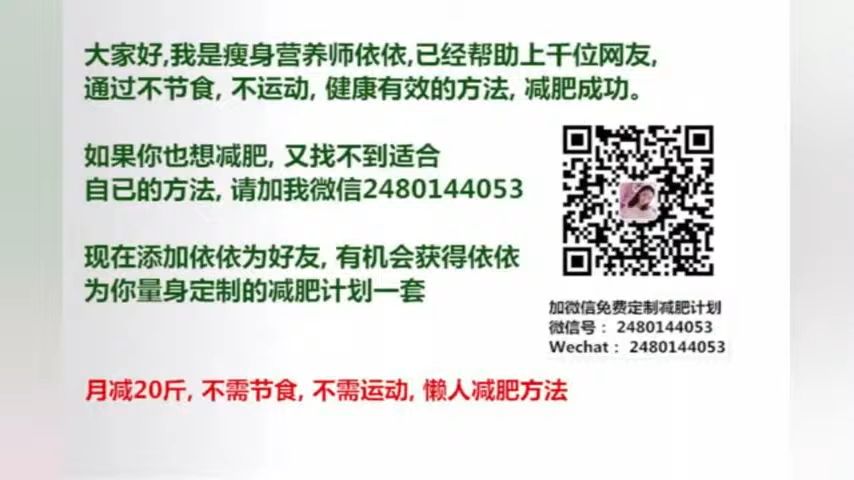 大家好,我是瘦身营养师依依,已经帮助上千位网友,
通过不节食, 不运动, 健康有效的方法, 减肥成功。
如果你也想减肥, 又找不到适合
自已的方法, 请加我微信2480144053
现在添加依依为好友, 有机会获得依依
为你量身定制的减肥计划一套
加微信免费定制减肥计划
微信号： 2480144053
Wechat： 2480144053
月减20斤, 不需节食, 不需运动, 懒人减肥方法